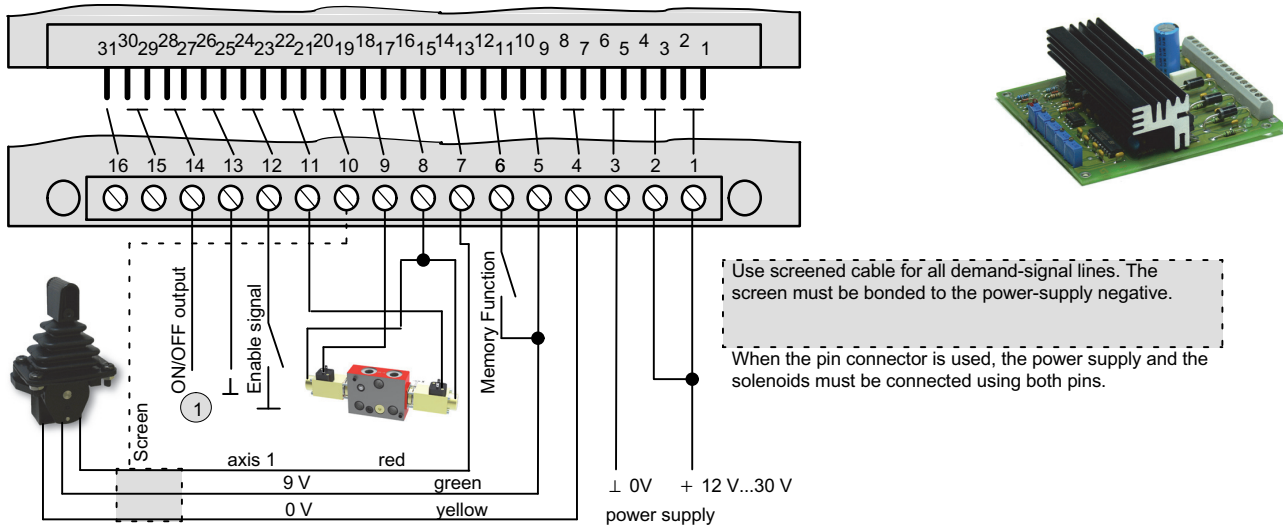 31 30 29 28 27 26 25 24 23 22 21 20 19 18 17 16 15 14 13 12 11 10 9 8 7 6 5 4 3 2 1
16 15 14 13 12 11 10 9 8 7 6 5 4 3 2 1
ON/OFF output
1
Enable signal
Memory Function
Screen
axis 1 red
9 V green
0 V yellow
⊥ 0V + 12 V...30 V
power supply
Use screened cable for all demand-signal lines. The
screen must be bonded to the power-supply negative.
When the pin connector is used, the power supply and the
solenoids must be connected using both pins.